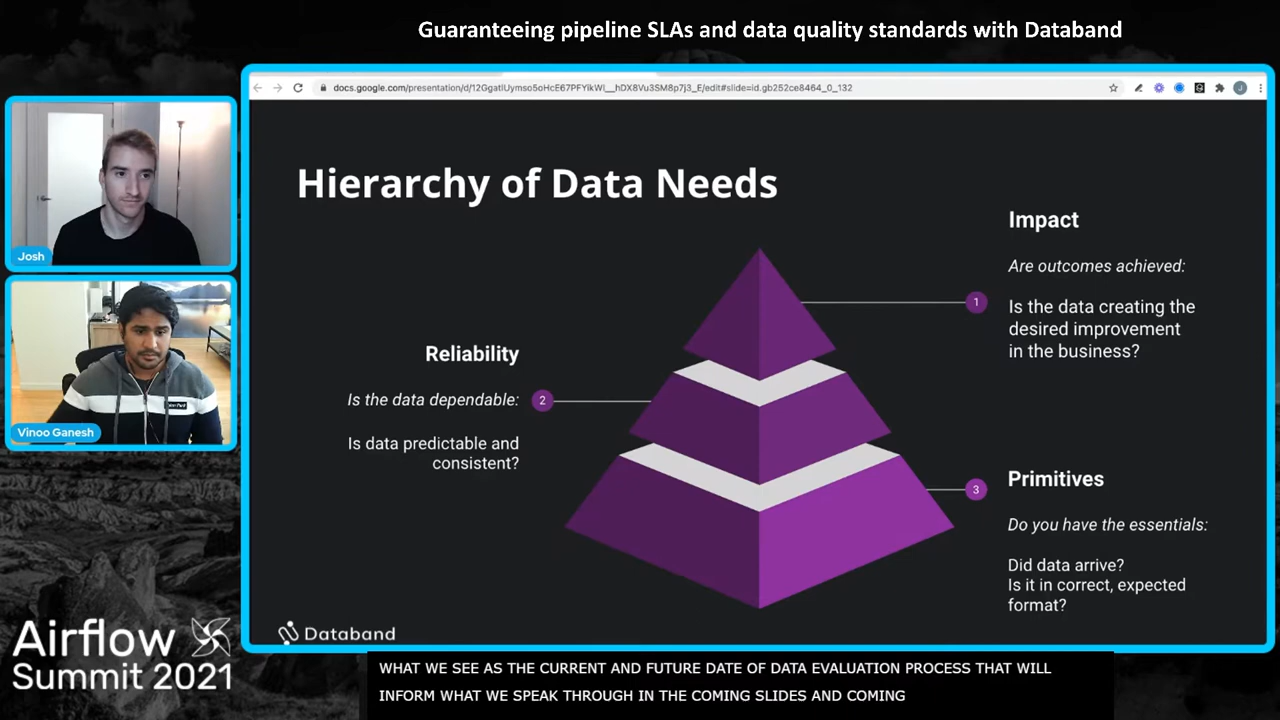 Guaranteeing pipeline SLAs and data quality standards with Databand
Hierarchy of Data Needs
Impact
Are outcomes achieved:
Is the data creating the
desired improvement
in the business?
1
Reliability
Is the data dependable:
Is data predictable and
consistent?
2
Primitives
Do you have the essentials:
Did data arrive?
Is it in correct, expected
format?
3
Databand
Josh
Vinoo Ganesh
Airflow
Summit 2021
WHAT WE SEE AS THE CURRENT AND FUTURE DATE OF DATA EVALUATION PROCESS THAT WILL
INFORM WHAT WE SPEAK THROUGH IN THE COMING SLIDES AND COMING